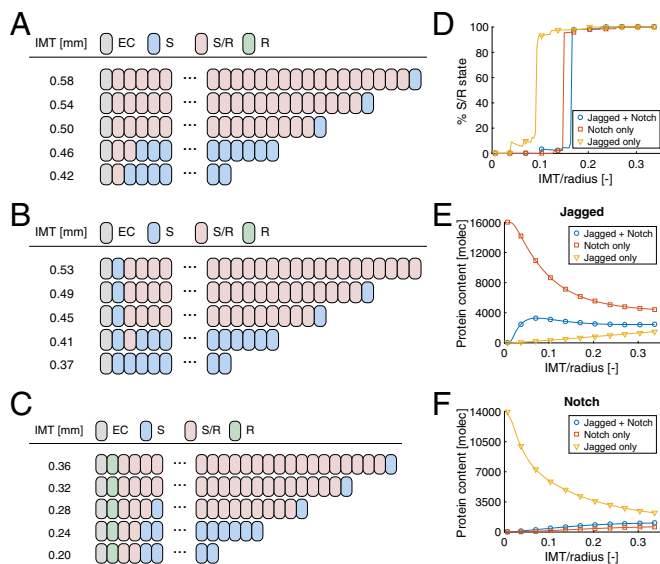 A
IMT [mm] EC S S/R R
0.58 ...
0.54
0.50 ...
0.46
0.42 ...
B
IMT [mm] EC S S/R R
0.53 ...
0.49
0.45 ...
0.41
0.37 ...
C
IMT [mm] EC S S/R R
0.36 ...
0.32
0.28 ...
0.24
0.20 ...
D
% S/R state
100
80
60
40
20
0
Jagged + Notch
Notch only
Jagged only
0 0.1 0.2 0.3
IMT/radius [-]
E
Jagged
Protein content [molec]
16000
12000
8000
4000
0
Jagged + Notch
Notch only
Jagged only
0 0.1 0.2 0.3
IMT/radius [-]
F
Notch
Protein content [molec]
14000
10500
7000
3500
0
Jagged + Notch
Notch only
Jagged only
0 0.1 0.2 0.3
IMT/radius [-]